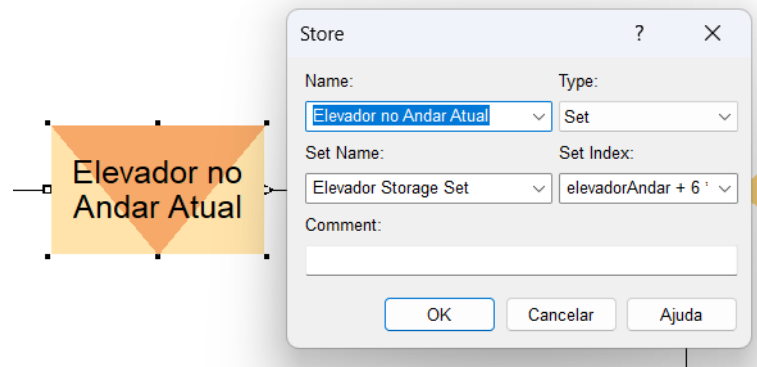 Store
?
Name:
Type:
Elevador no Andar Atual
Set
Set Name:
Set Index:
Elevador Storage Set
elevadorAndar + 6
Comment:
OK
Cancelar
Ajuda
Elevador no
Andar Atual